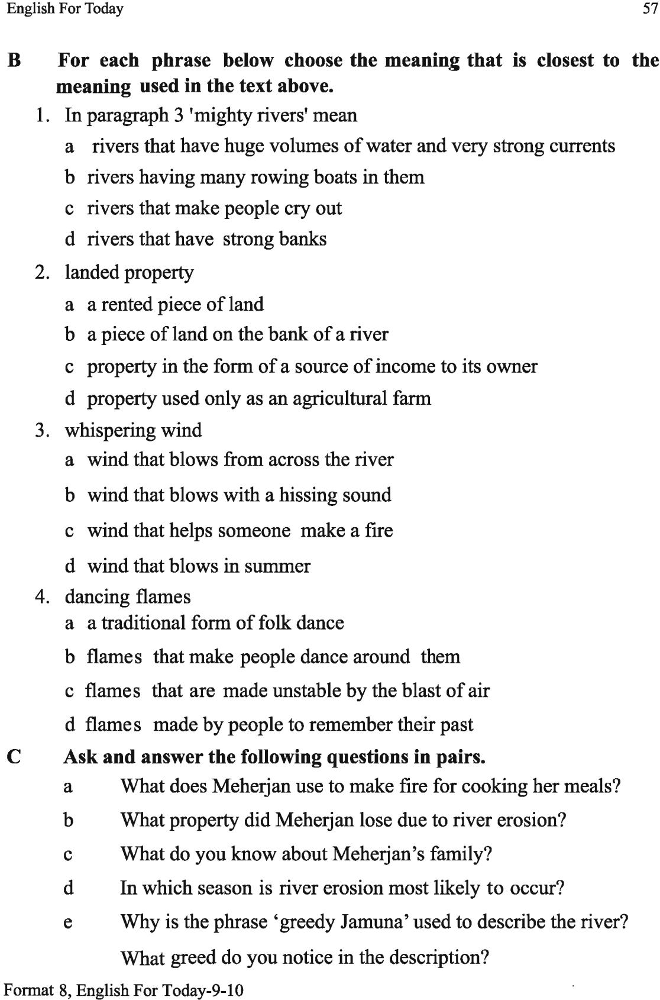 English For Today 57
B For each phrase below choose the meaning that is closest to the
meaning used in the text above.
1. In paragraph 3 'mighty rivers' mean
a rivers that have huge volumes of water and very strong currents
b rivers having many rowing boats in them
c rivers that make people cry out
d rivers that have strong banks
2. landed property
a a rented piece of land
b a piece of land on the bank of a river
c property in the form of a source of income to its owner
d property used only as an agricultural farm
3. whispering wind
a wind that blows from across the river
b wind that blows with a hissing sound
c wind that helps someone make a fire
d wind that blows in summer
4. dancing flames
a a traditional form of folk dance
b flames that make people dance around them
c flames that are made unstable by the blast of air
d flames made by people to remember their past
C Ask and answer the following questions in pairs.
a What does Meherjan use to make fire for cooking her meals?
b What property did Meherjan lose due to river erosion?
c What do you know about Meherjan’s family?
d In which season is river erosion most likely to occur?
e Why is the phrase ‘greedy Jamuna’ used to describe the river?
What greed do you notice in the description?
Format 8, English For Today-9-10